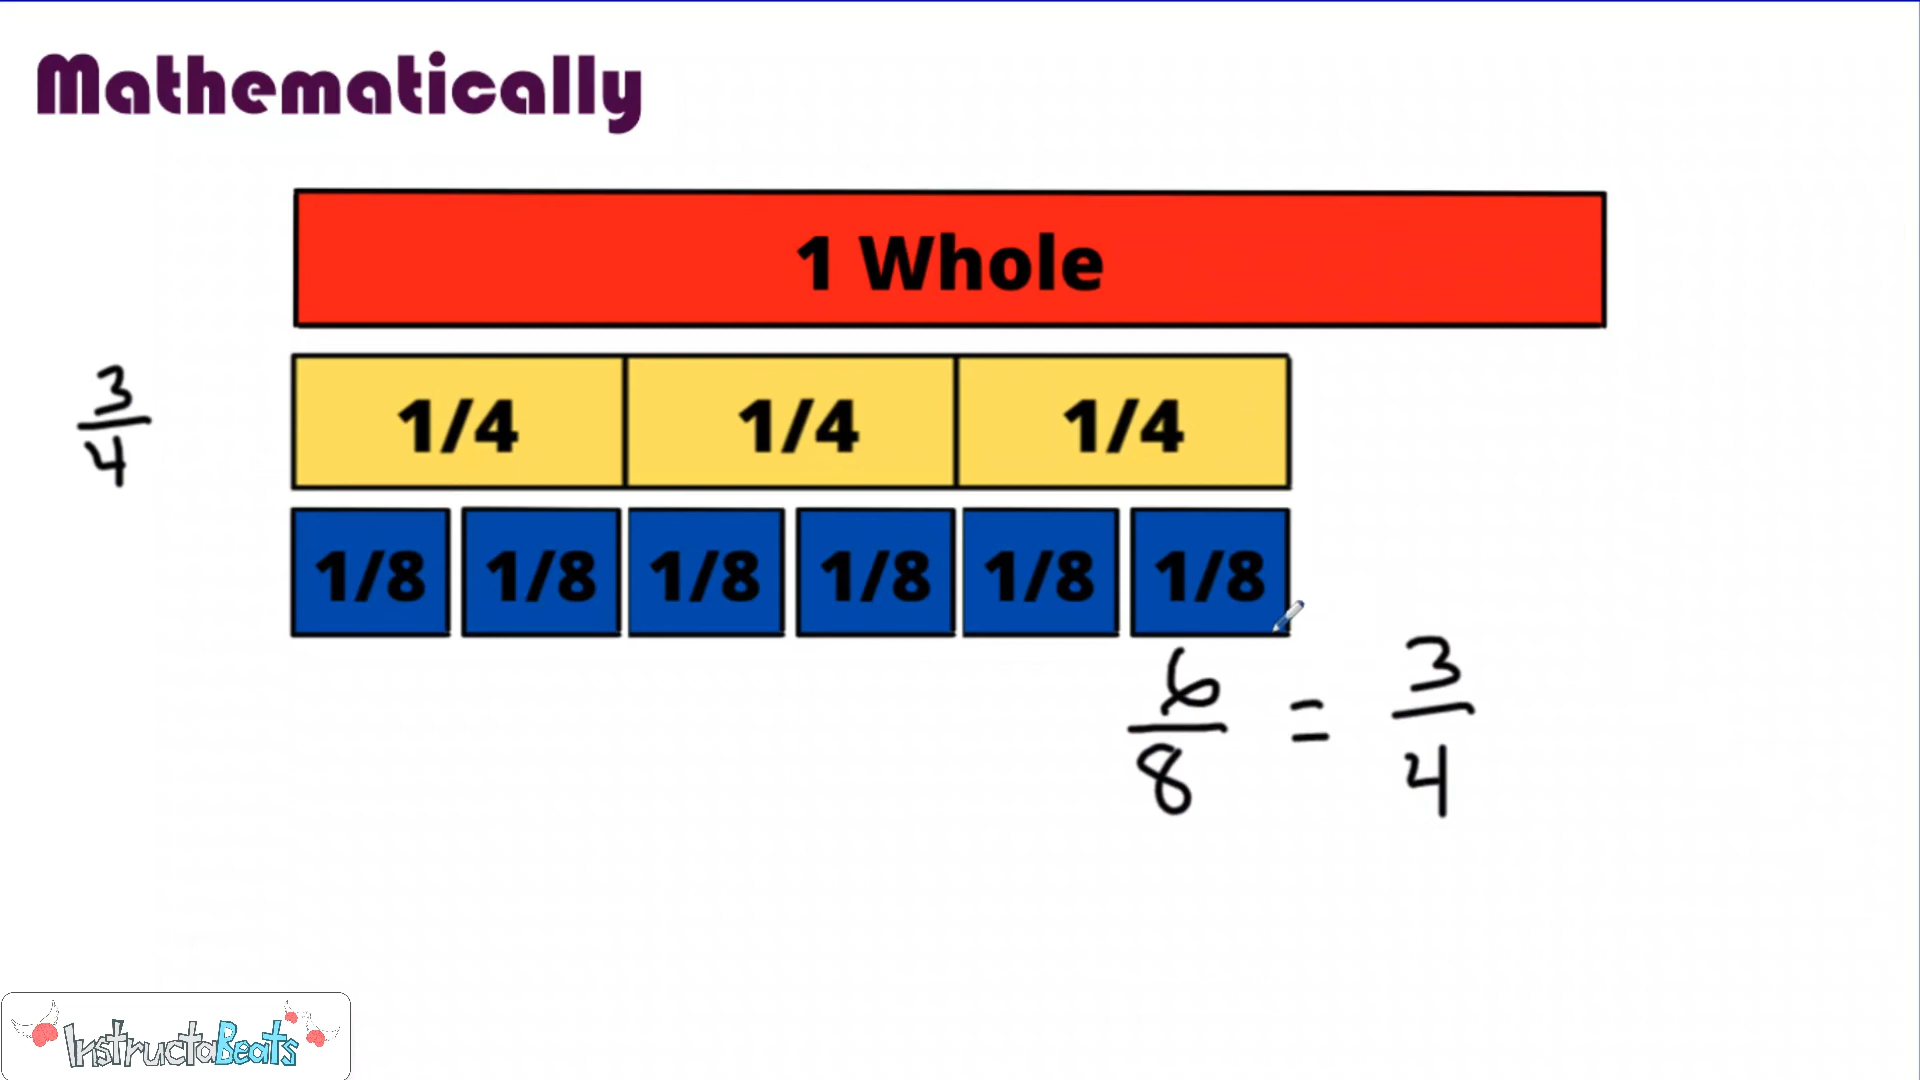 Mathematically
1 Whole
3/4
1/4 1/4 1/4
1/8 1/8 1/8 1/8 1/8 1/8
6/8 = 3/4
InstructaBeats